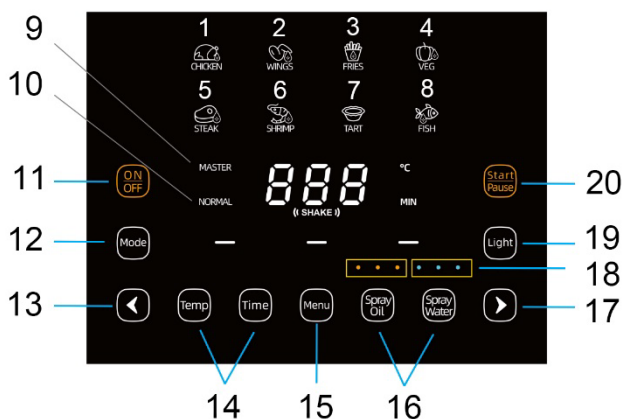 1 2 3 4
CHICKEN WINGS FRIES VEG
5 6 7 8
STEAK SHRIMP TART FISH
9
10
MASTER 888 °C
NORMAL MIN
(( SHAKE ))
11 ON OFF
Start Pause 20
12 Mode
Light 19
18
13 Temp Time Menu Spray Oil Spray Water 17
14 15 16